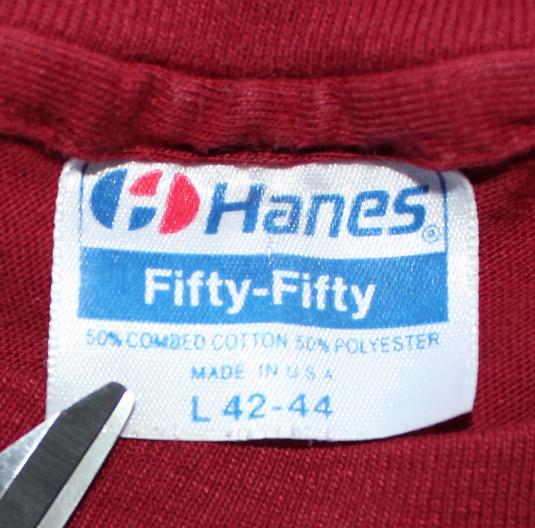 Hanes®
Fifty-Fifty
50% COMBED COTTON 50% POLYESTER
MADE IN U S A
L 42-44